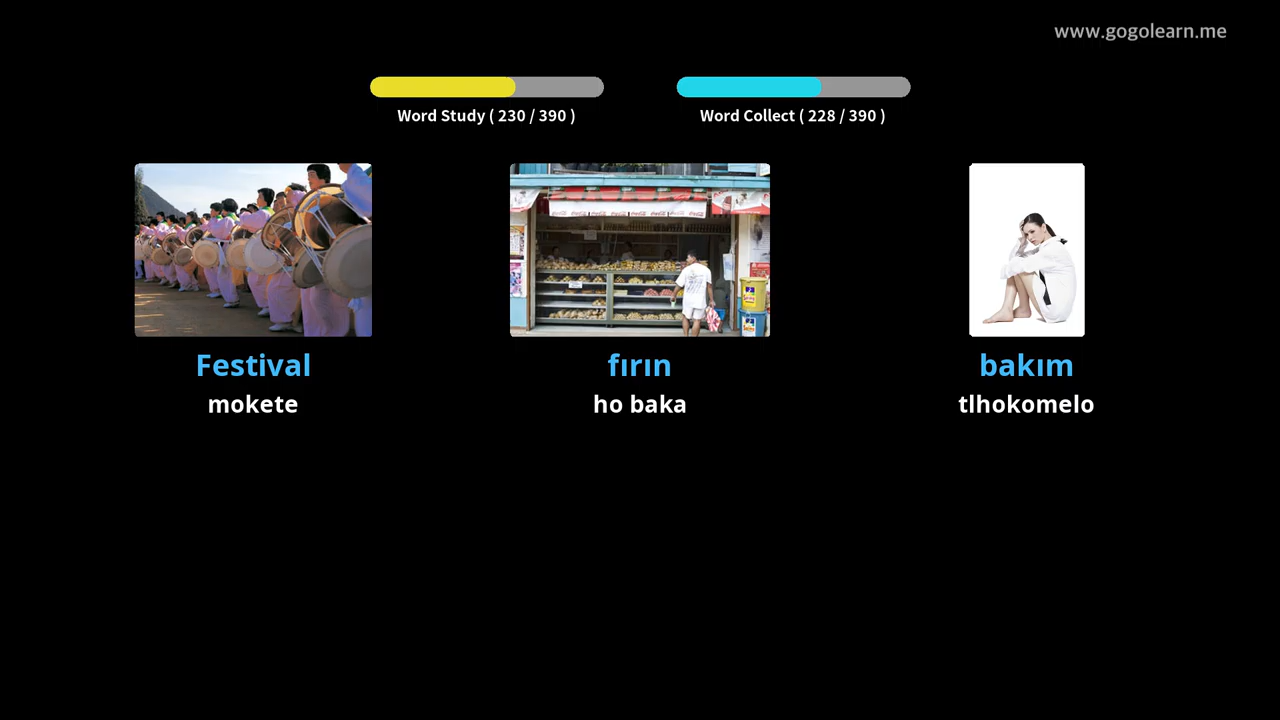 www.gogolearn.me
Word Study ( 230 / 390 )
Word Collect ( 228 / 390 )
Festival
mokete
fırın
ho baka
bakım
tlhokomelo